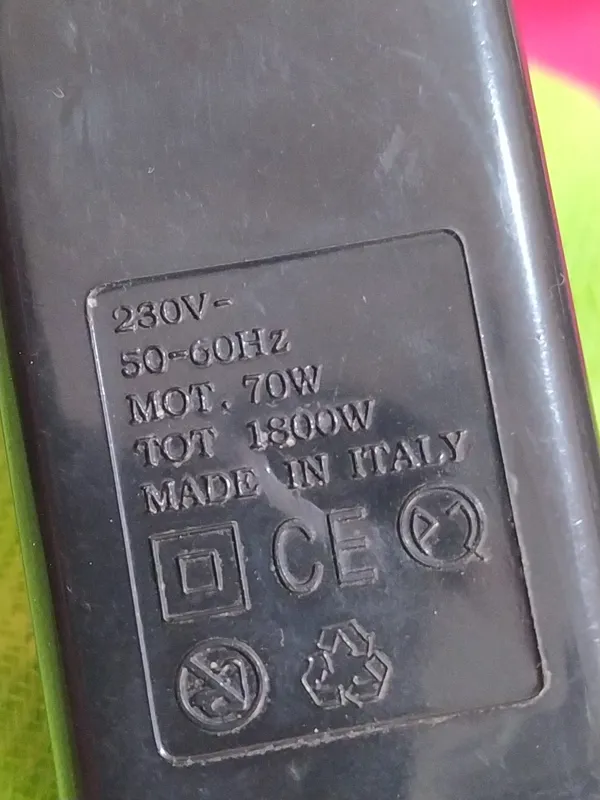 230V~
50-60Hz
MOT. 70W
TOT 1800W
MADE IN ITALY
CE